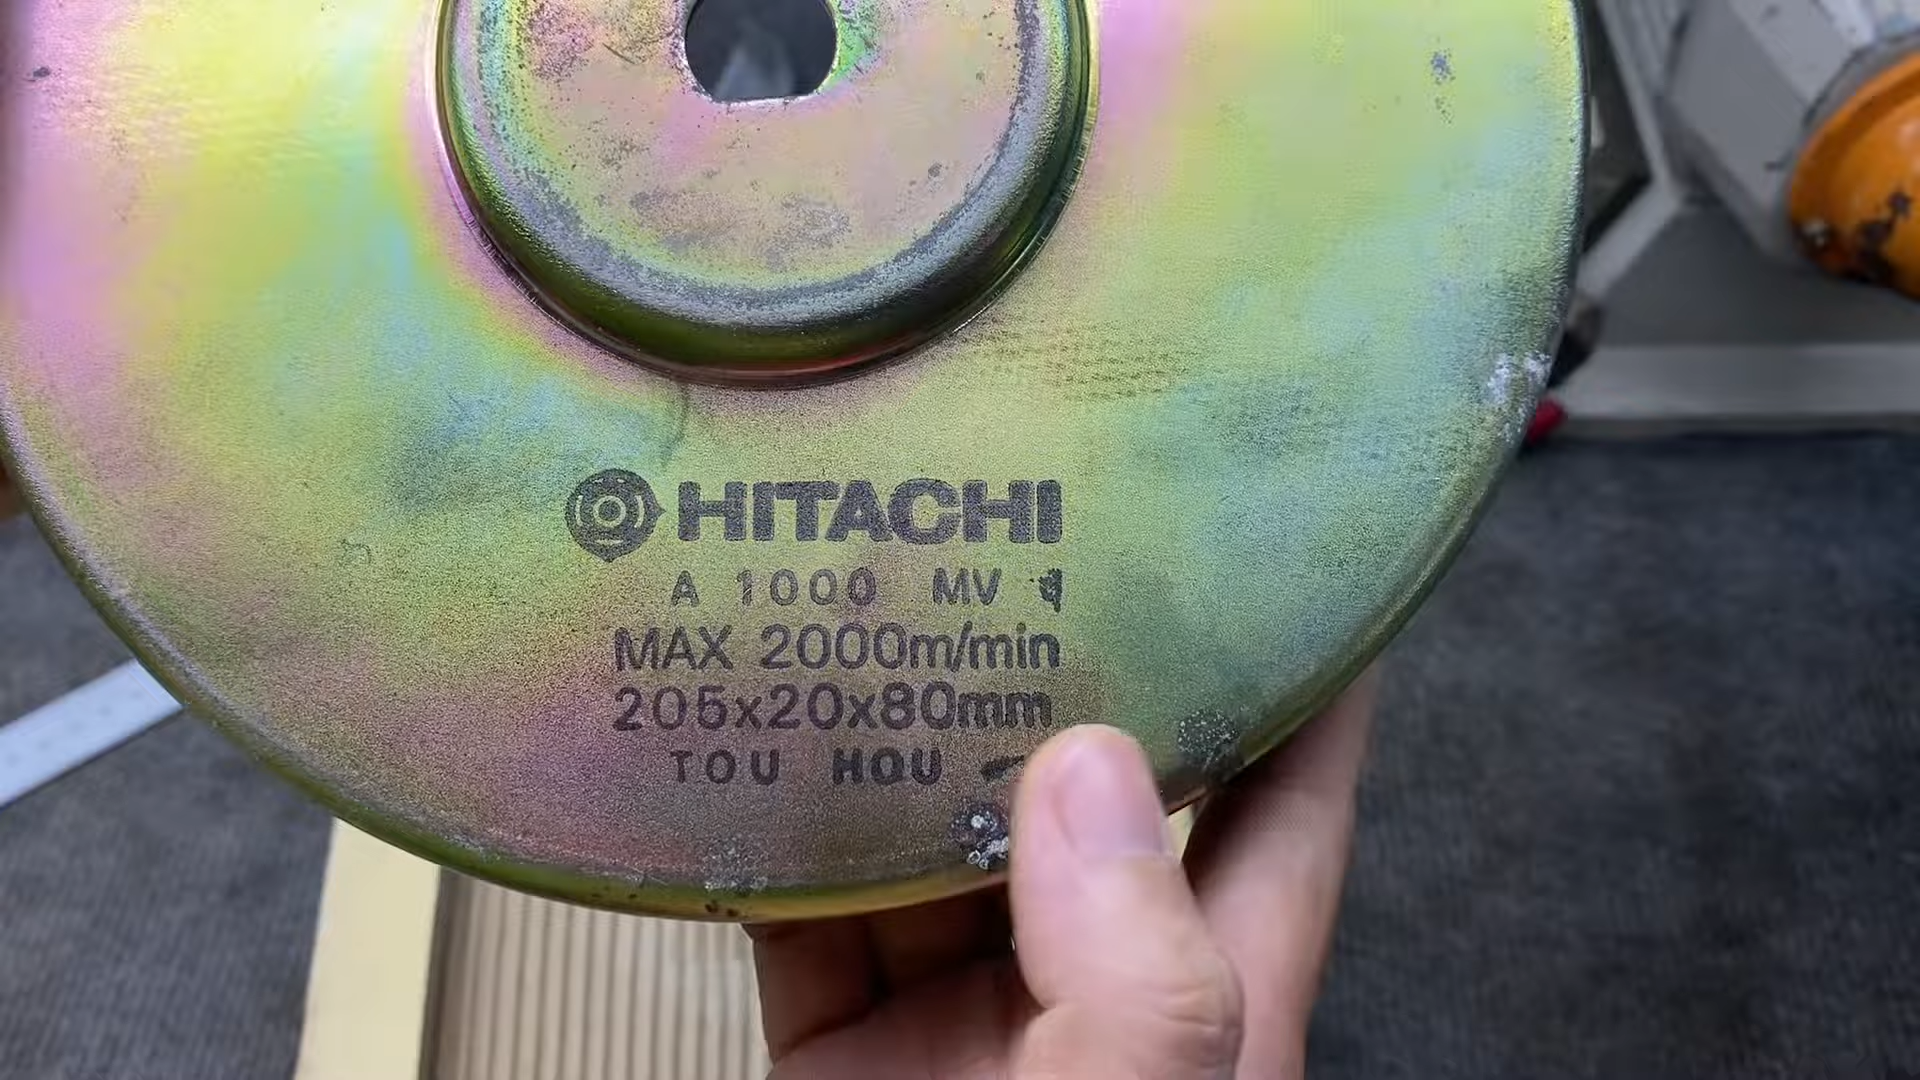 HITACHI
A 1000 MV
MAX 2000m/min
205x20x80mm
TOU HOU